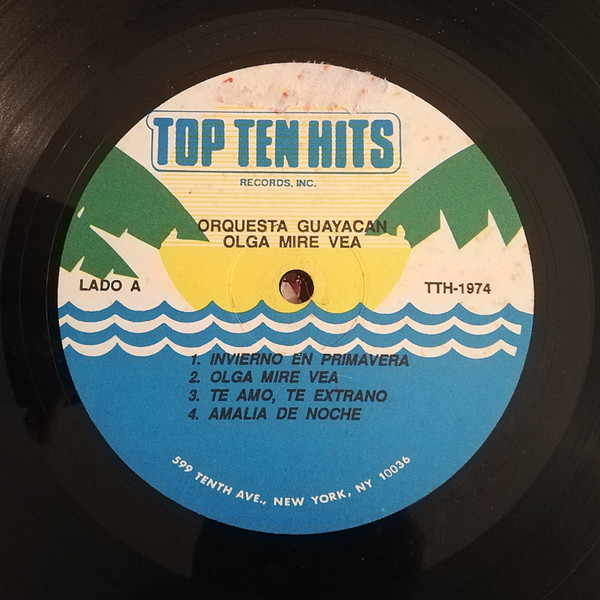 TOP TEN HITS
RECORDS, INC.
ORQUESTA GUAYACAN
OLGA MIRE VEA
LADO A
TTH-1974
1. INVIERNO EN PRIMAVERA
2. OLGA MIRE VEA
3. TE AMO, TE EXTRANO
4. AMALIA DE NOCHE
599 TENTH AVE., NEW YORK, NY 10036